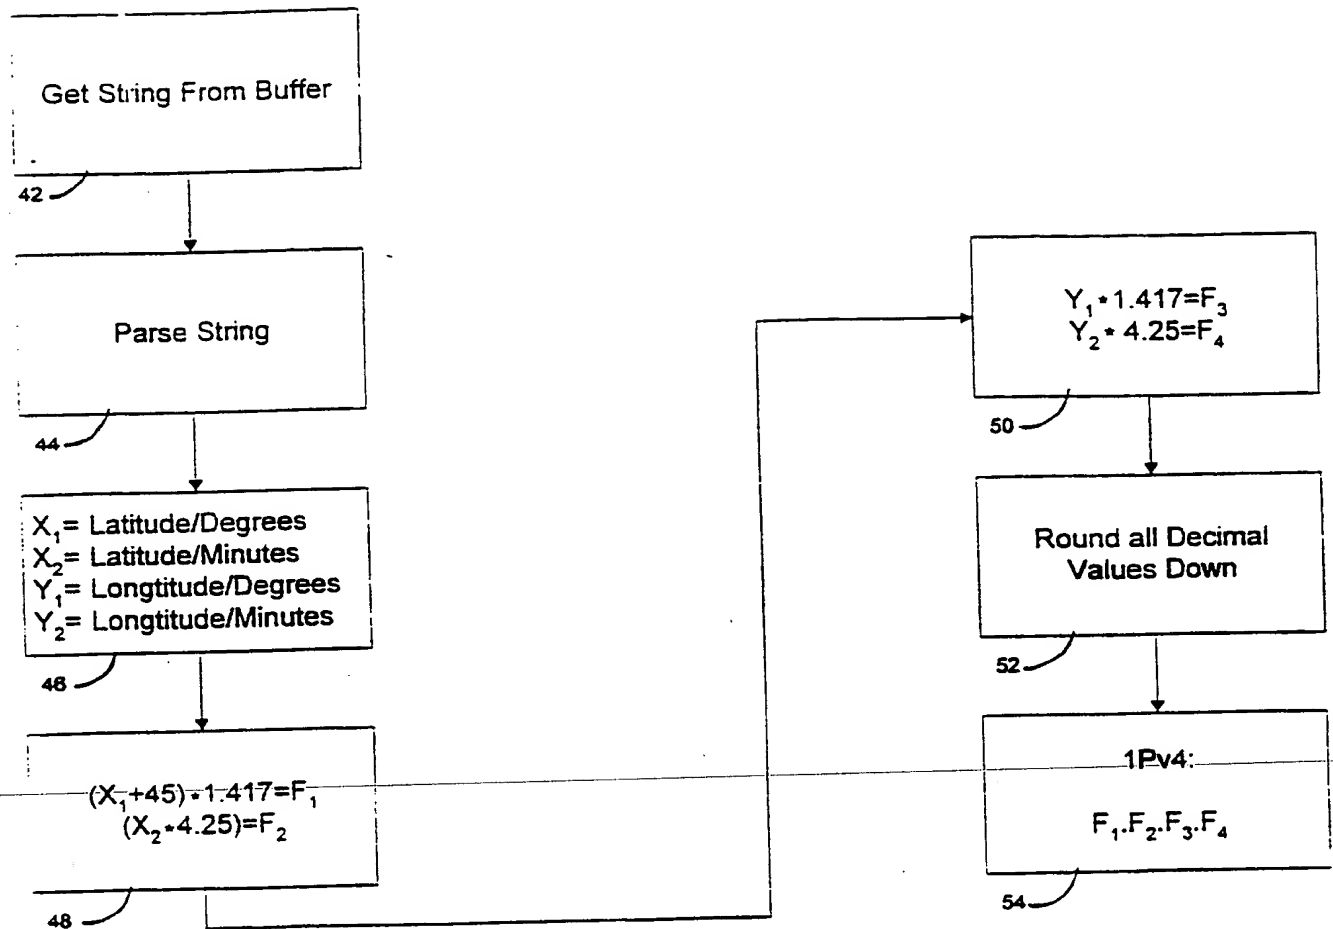 Get String From Buffer
42
Parse String
44
X₁= Latitude/Degrees
X₂= Latitude/Minutes
Y₁= Longtitude/Degrees
Y₂= Longtitude/Minutes
46
(X₁+45)*1.417=F₁
(X₂*4.25)=F₂
48
Y₁*1.417=F₃
Y₂* 4.25=F₄
50
Round all Decimal
Values Down
52
1Pv4:
F₁.F₂.F₃.F₄
54